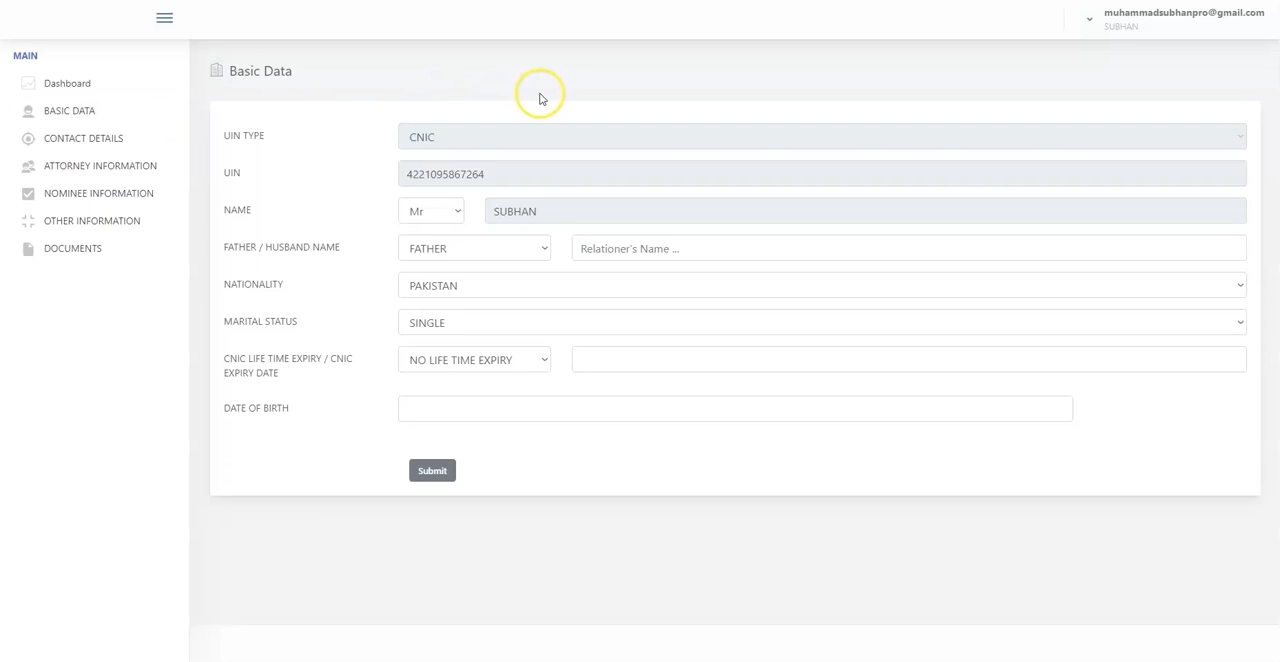 muhammadsubhanpro@gmail.com
SUBHAN
MAIN
Dashboard
BASIC DATA
CONTACT DETAILS
ATTORNEY INFORMATION
NOMINEE INFORMATION
OTHER INFORMATION
DOCUMENTS
Basic Data
UIN TYPE CNIC
UIN 4221095867264
NAME Mr SUBHAN
FATHER / HUSBAND NAME FATHER Relationer's Name ...
NATIONALITY PAKISTAN
MARITAL STATUS SINGLE
CNIC LIFE TIME EXPIRY / CNIC NO LIFE TIME EXPIRY
EXPIRY DATE
DATE OF BIRTH
Submit